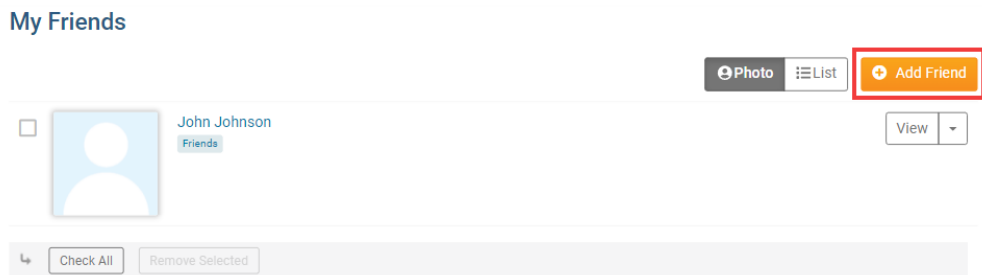 My Friends
Photo List Add Friend
John Johnson View
Friends
Check All Remove Selected